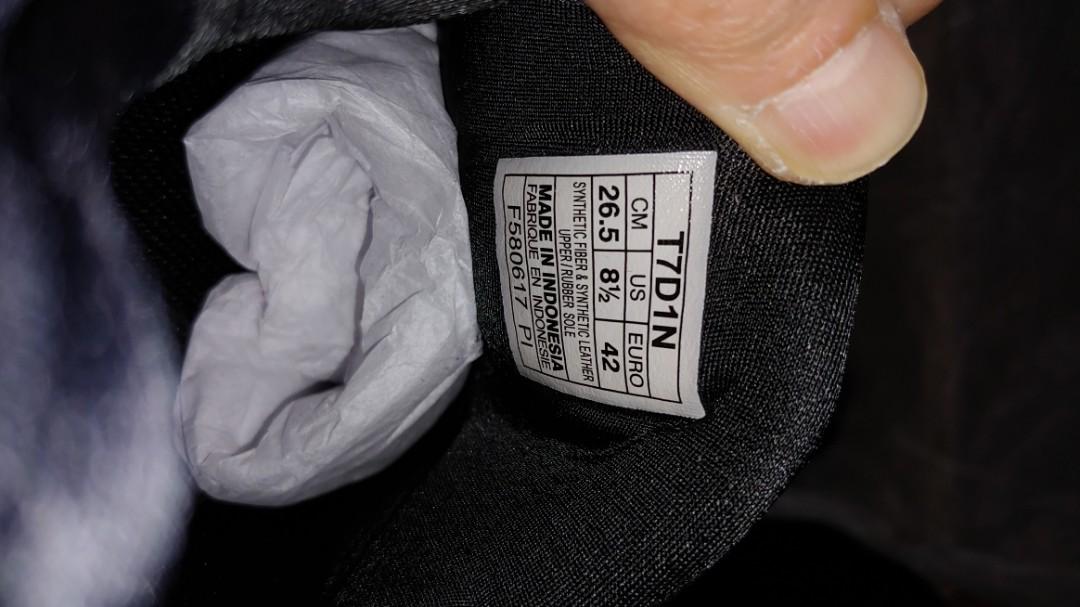 T7D1N
CM US EURO
26.5 8½ 42
SYNTHETIC FIBER & SYNTHETIC LEATHER
UPPER / RUBBER SOLE
MADE IN INDONESIA
FABRIQUE EN INDONESIE
F580617 PI